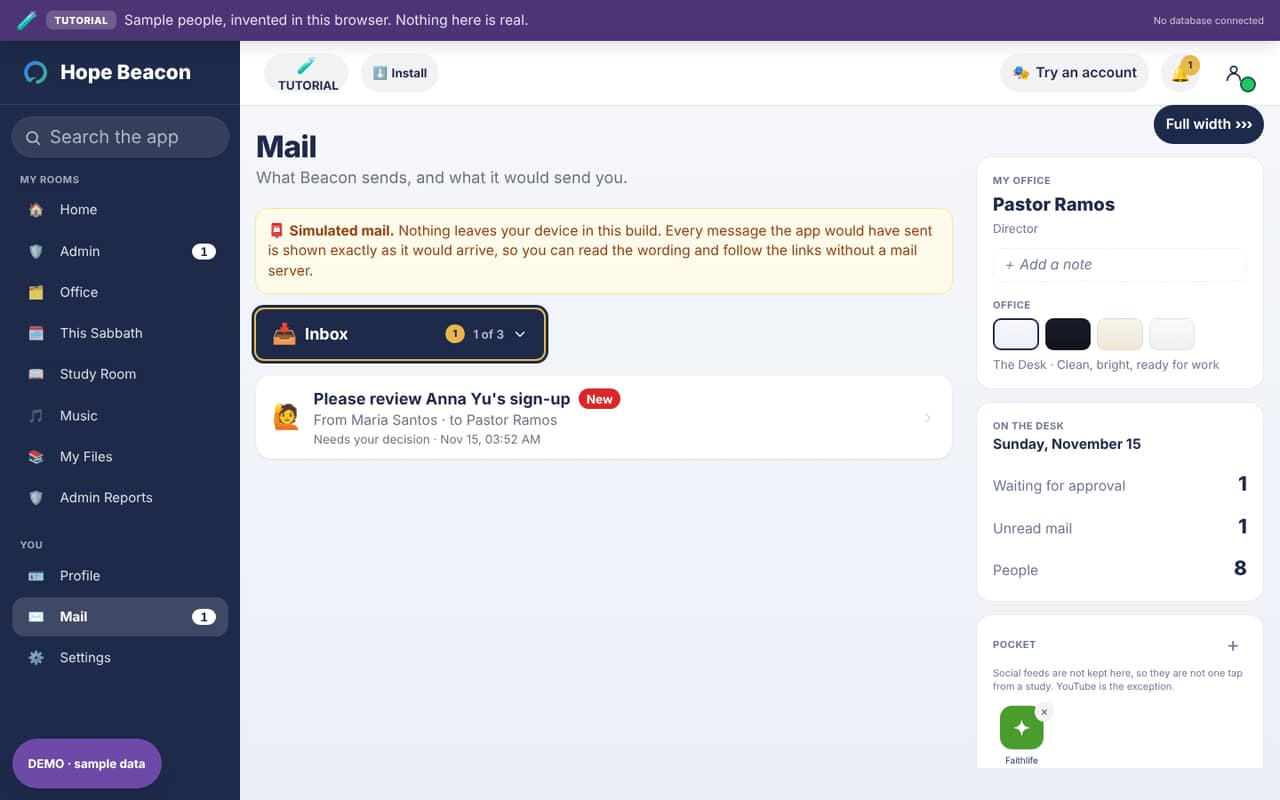 TUTORIAL Sample people, invented in this browser. Nothing here is real.
No database connected
Hope Beacon
TUTORIAL
Install
Try an account
1
Search the app
MY ROOMS
Home
Admin 1
Office
This Sabbath
Study Room
Music
My Files
Admin Reports
YOU
Profile
Mail 1
Settings
DEMO · sample data
Mail
What Beacon sends, and what it would send you.
Simulated mail. Nothing leaves your device in this build. Every message the app would have sent
is shown exactly as it would arrive, so you can read the wording and follow the links without a mail
server.
Inbox 1 1 of 3
Please review Anna Yu's sign-up New
From Maria Santos · to Pastor Ramos
Needs your decision · Nov 15, 03:52 AM
Full width ›››
MY OFFICE
Pastor Ramos
Director
+ Add a note
OFFICE
The Desk · Clean, bright, ready for work
ON THE DESK
Sunday, November 15
Waiting for approval 1
Unread mail 1
People 8
POCKET +
Social feeds are not kept here, so they are not one tap
from a study. YouTube is the exception.
×
Faithlife